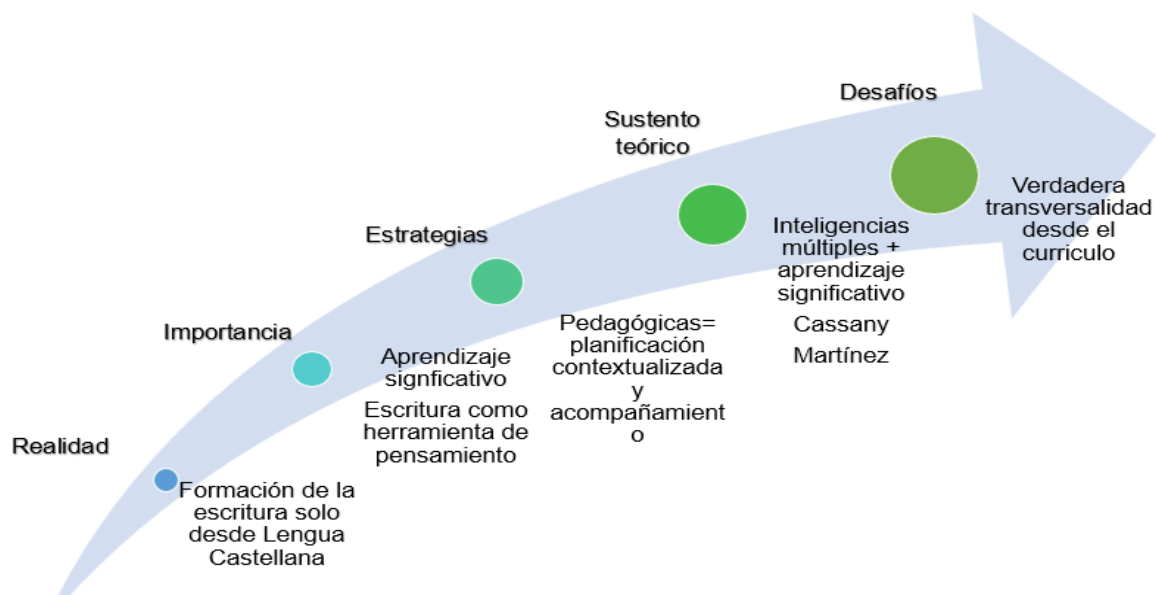 Realidad
Formación de la
escritura solo
desde Lengua
Castellana
Importancia
Aprendizaje
signficativo
Escritura como
herramienta de
pensamiento
Estrategias
Pedagógicas=
planificación
contextualizada
y
acompañamient
o
Sustento
teórico
Inteligencias
múltiples +
aprendizaje
significativo
Cassany
Martínez
Desafíos
Verdadera
transversalidad
desde el
curriculo